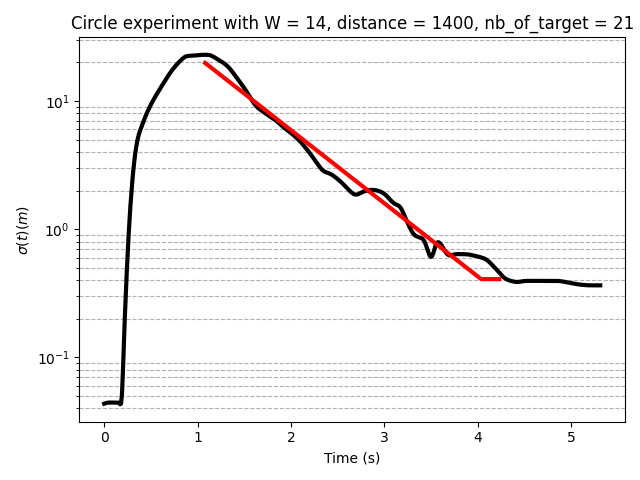 Circle experiment with W = 14, distance = 1400, nb_of_target = 21
10¹
10⁰
10⁻¹
σ(t)(m)
0 1 2 3 4 5
Time (s)